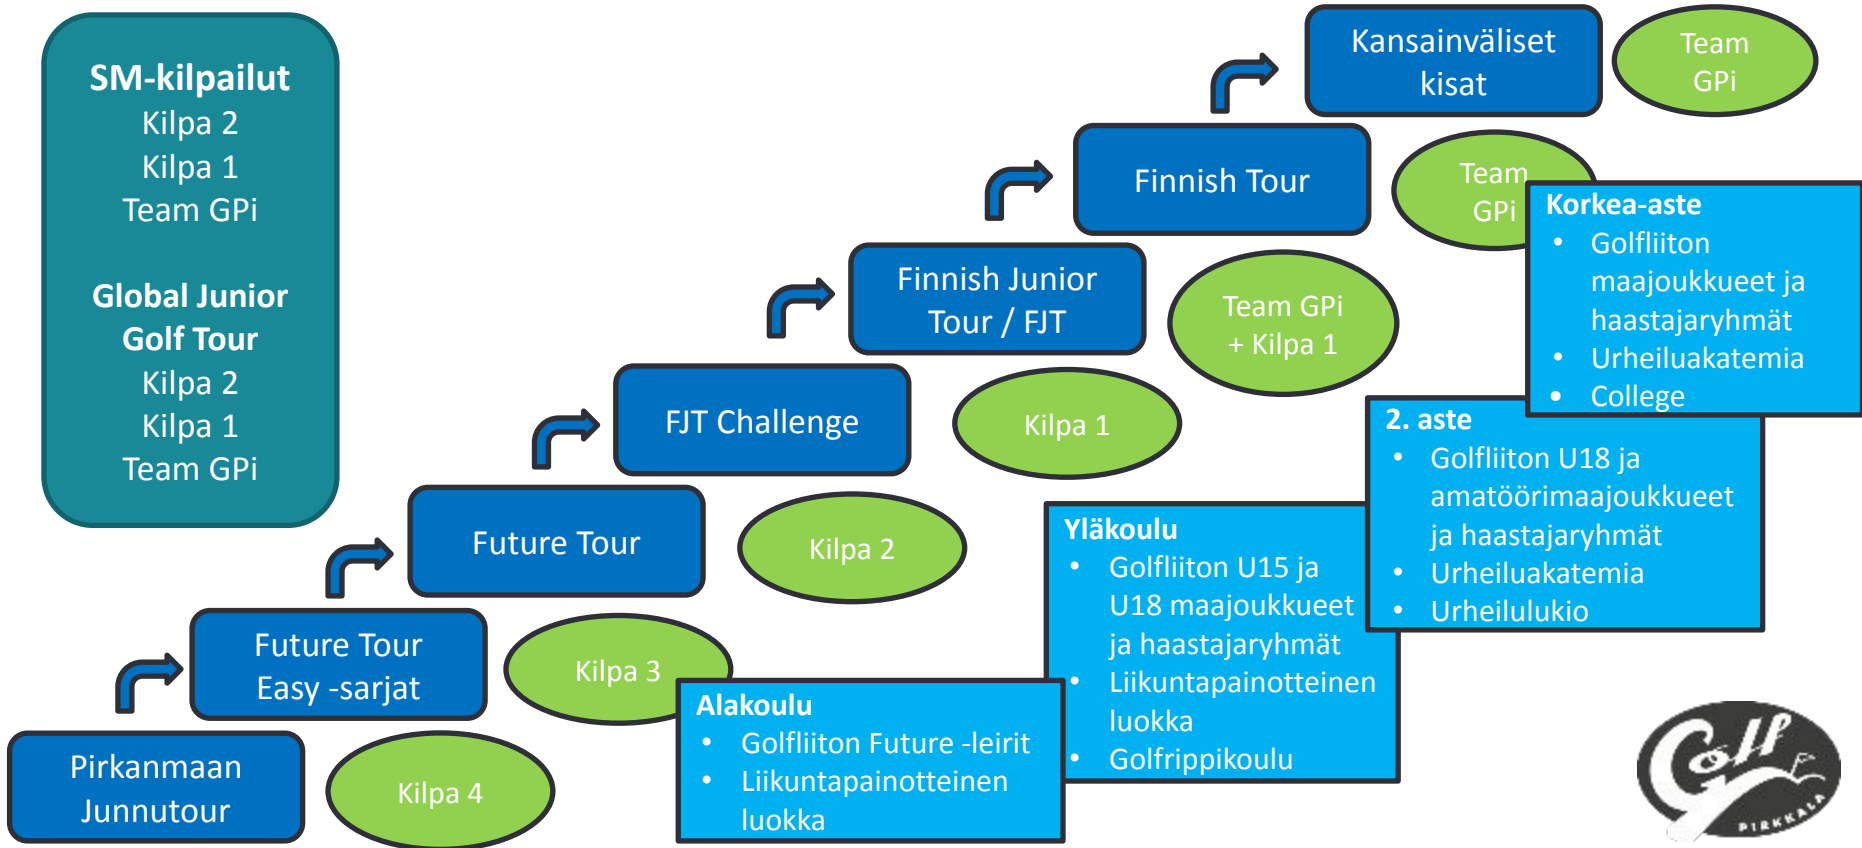 SM-kilpailut
Kilpa 2
Kilpa 1
Team GPi
Global Junior
Golf Tour
Kilpa 2
Kilpa 1
Team GPi
Kansainväliset
kisat
Team
GPi
Finnish Tour
Team
GPi
Finnish Junior
Tour / FJT
Team GPi
+ Kilpa 1
FJT Challenge
Kilpa 1
Future Tour
Kilpa 2
Future Tour
Easy -sarjat
Kilpa 3
Pirkanmaan
Junnutour
Kilpa 4
Alakoulu
• Golfliiton Future -leirit
• Liikuntapainotteinen
luokka
Yläkoulu
• Golfliiton U15 ja
U18 maajoukkueet
ja haastajaryhmät
• Liikuntapainotteinen
luokka
• Golfrippikoulu
2. aste
• Golfliiton U18 ja
amatöörimaajoukkueet
ja haastajaryhmät
• Urheiluakatemia
• Urheilulukio
Korkea-aste
• Golfliiton
maajoukkueet ja
haastajaryhmät
• Urheiluakatemia
• College
Golf
PIRKKALA